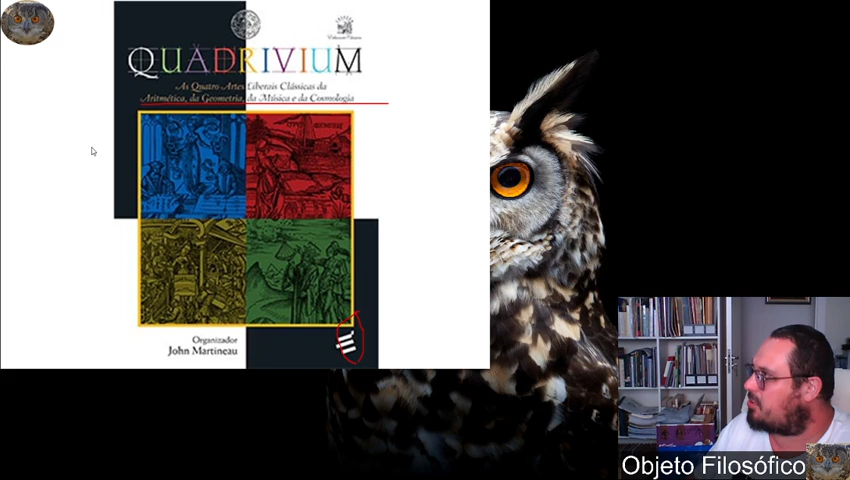 QUADRIVIUM
As Quatro Artes Liberais Clássicas da
Aritmética, da Geometria, da Música e da Cosmologia
Organizador
John Martineau
Objeto Filosófico